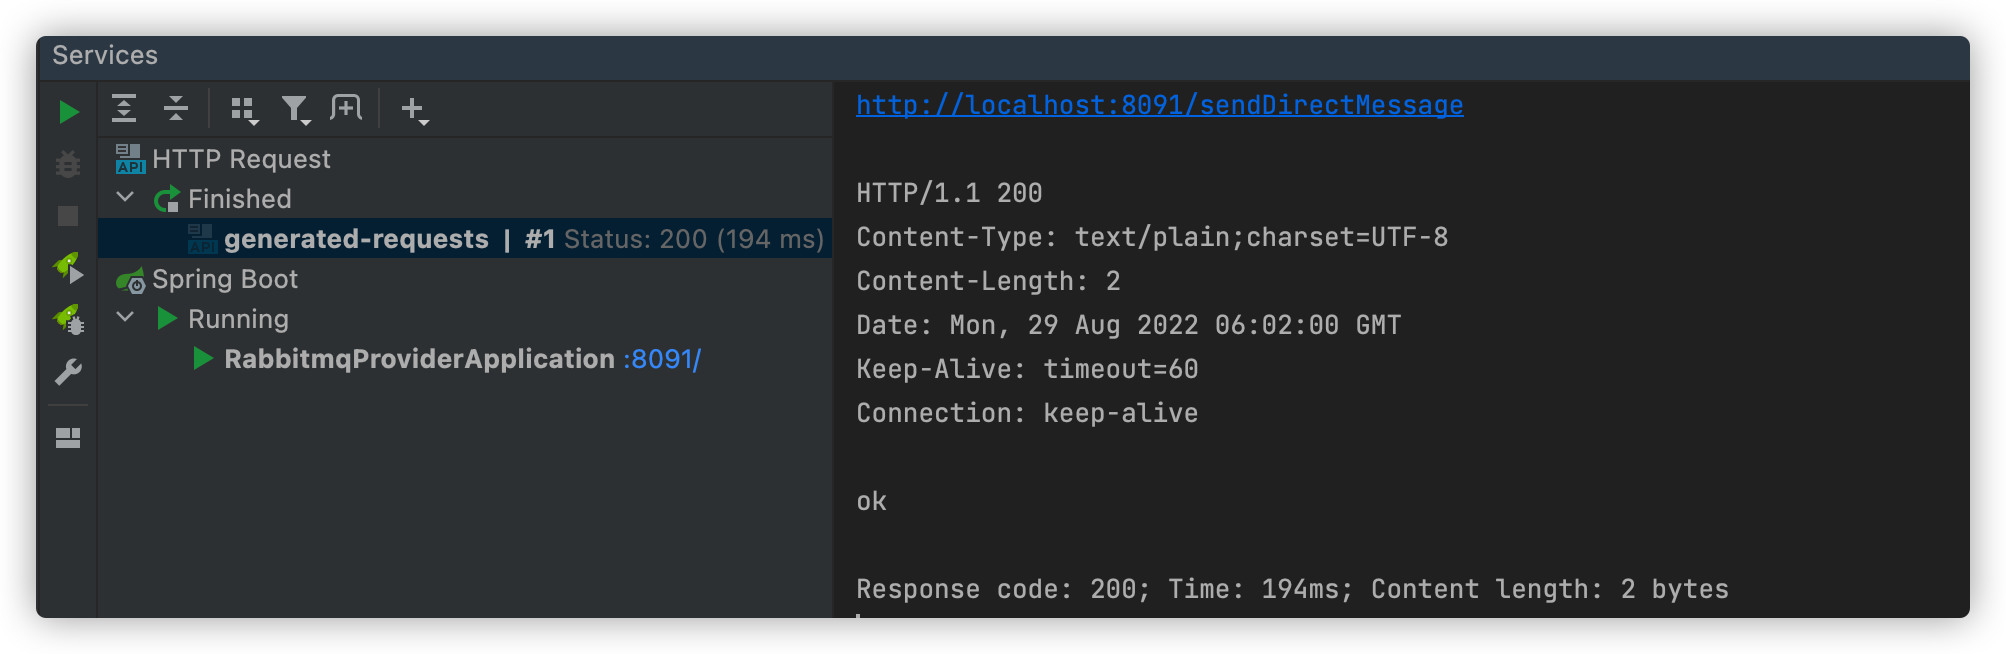 Services
HTTP Request
Finished
generated-requests | #1 Status: 200 (194 ms)
Spring Boot
Running
RabbitmqProviderApplication :8091/
http://localhost:8091/sendDirectMessage
HTTP/1.1 200
Content-Type: text/plain;charset=UTF-8
Content-Length: 2
Date: Mon, 29 Aug 2022 06:02:00 GMT
Keep-Alive: timeout=60
Connection: keep-alive
ok
Response code: 200; Time: 194ms; Content length: 2 bytes